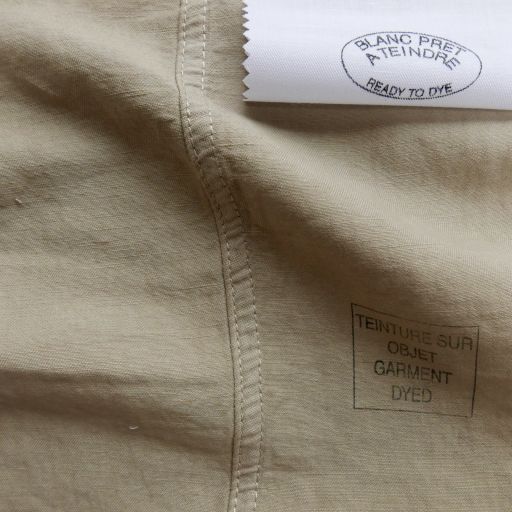 BLANC PRET
A TEINDRE
READY TO DYE
TEINTURE SUR
OBJET
GARMENT
DYED